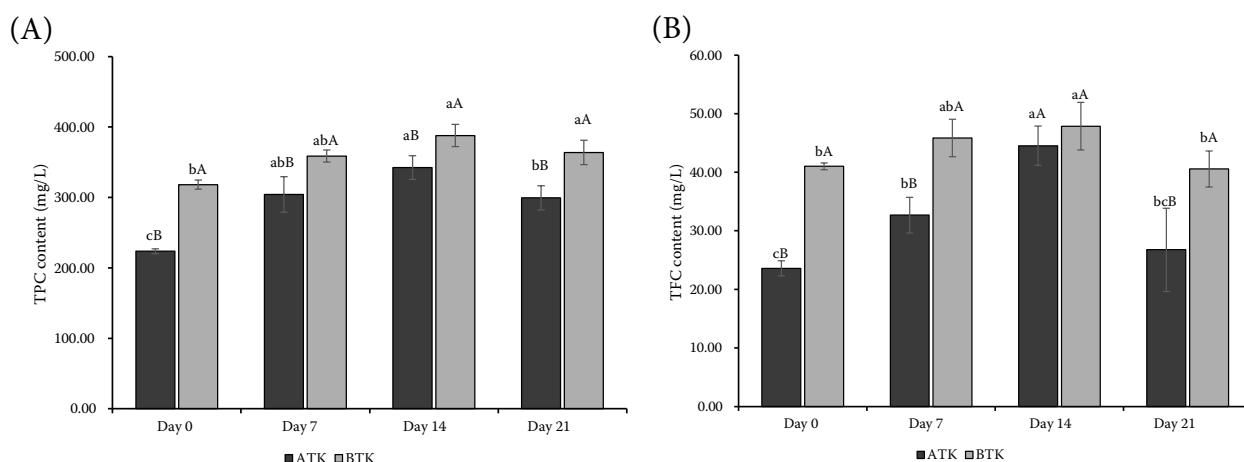 (A)
TPC content (mg/L)
500.00
400.00
300.00
200.00
100.00
0.00
cB
bA
abB
abA
aB
aA
bB
aA
Day 0
Day 7
Day 14
Day 21
ATK
BTK
(B)
TFC content (mg/L)
60.00
50.00
40.00
30.00
20.00
10.00
0.00
cB
bA
bB
abA
aA
aA
bcB
bA
Day 0
Day 7
Day 14
Day 21
ATK
BTK